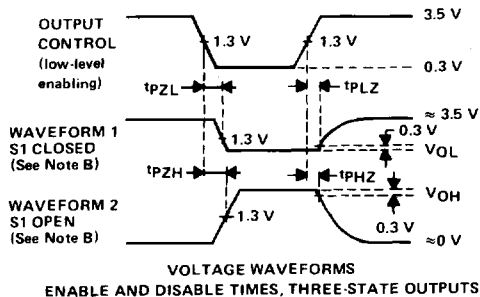 OUTPUT
CONTROL
(low-level
enabling)
3.5 V
1.3 V
1.3 V
0.3 V
tPZL
tPLZ
WAVEFORM 1
S1 CLOSED
(See Note B)
1.3 V
≈ 3.5 V
0.3 V
VOL
tPZH
tPHZ
WAVEFORM 2
S1 OPEN
(See Note B)
1.3 V
VOH
0.3 V
≈0 V
VOLTAGE WAVEFORMS
ENABLE AND DISABLE TIMES, THREE-STATE OUTPUTS